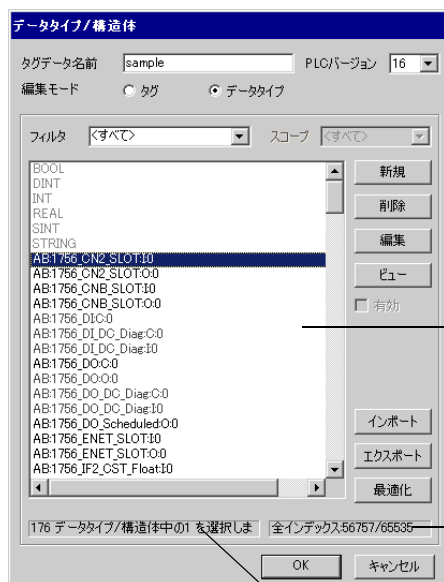 データタイプ/構造体
タグデータ名前 sample PLCバージョン 16
編集モード タグ データタイプ
フィルタ <すべて> スコープ <すべて>
BOOL
DINT
INT
REAL
SINT
STRING
AB:1756_CN2_SLOT:I:0
AB:1756_CN2_SLOT:O:0
AB:1756_CNB_SLOT:I:0
AB:1756_CNB_SLOT:O:0
AB:1756_DI:C:0
AB:1756_DI_DC_Diag:C:0
AB:1756_DI_DC_Diag:I:0
AB:1756_DO:C:0
AB:1756_DO:O:0
AB:1756_DO_DC_Diag:C:0
AB:1756_DO_DC_Diag:I:0
AB:1756_DO_Scheduled:O:0
AB:1756_ENET_SLOT:I:0
AB:1756_ENET_SLOT:O:0
AB:1756_IF2_CST_Float:I:0
新規
削除
編集
ビュー
有効
インポート
エクスポート
最適化
176 データタイプ/構造体中の1 を選択しま
全インデックス:56757/65535
OK キャンセル